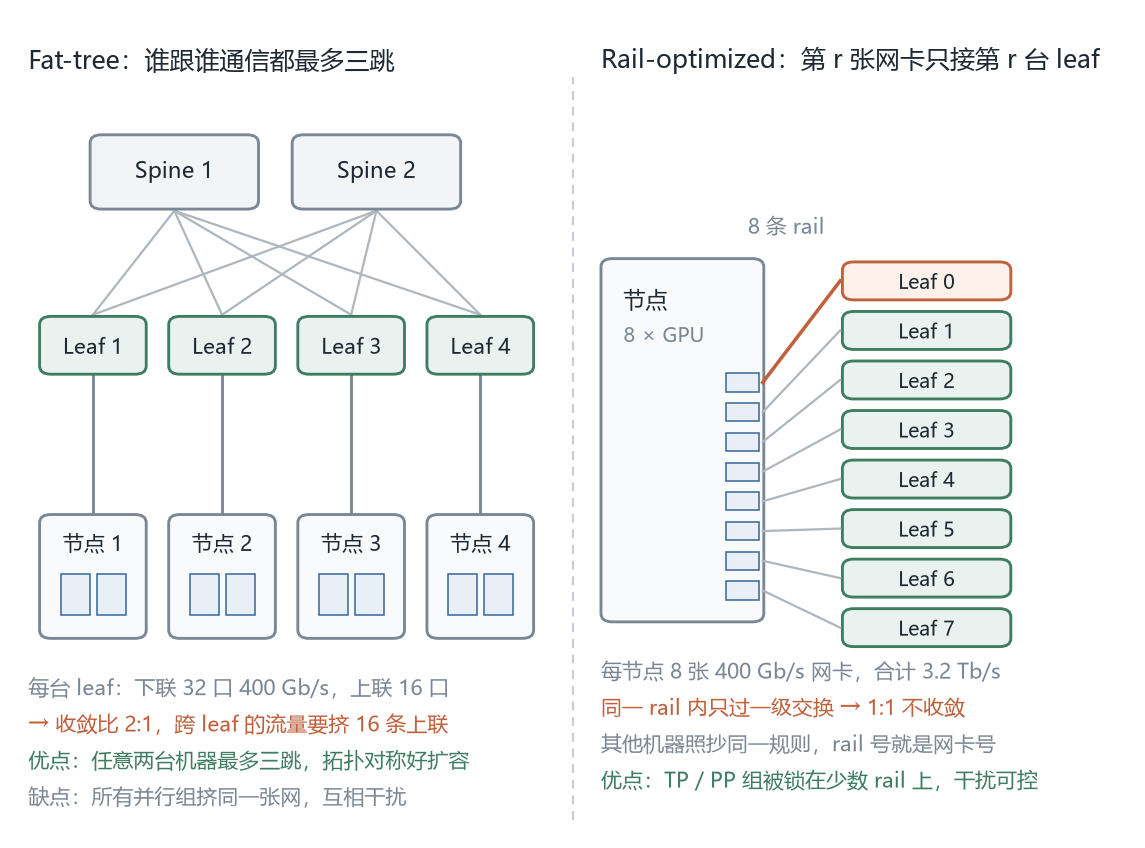 Fat-tree：谁跟谁通信都最多三跳
Spine 1
Spine 2
Leaf 1
Leaf 2
Leaf 3
Leaf 4
节点 1
节点 2
节点 3
节点 4
每台 leaf：下联 32 口 400 Gb/s，上联 16 口
→ 收敛比 2:1，跨 leaf 的流量要挤 16 条上联
优点：任意两台机器最多三跳，拓扑对称好扩容
缺点：所有并行组挤同一张网，互相干扰
Rail-optimized：第 r 张网卡只接第 r 台 leaf
8 条 rail
节点
8 × GPU
Leaf 0
Leaf 1
Leaf 2
Leaf 3
Leaf 4
Leaf 5
Leaf 6
Leaf 7
每节点 8 张 400 Gb/s 网卡，合计 3.2 Tb/s
同一 rail 内只过一级交换 → 1:1 不收敛
其他机器照抄同一规则，rail 号就是网卡号
优点：TP / PP 组被锁在少数 rail 上，干扰可控